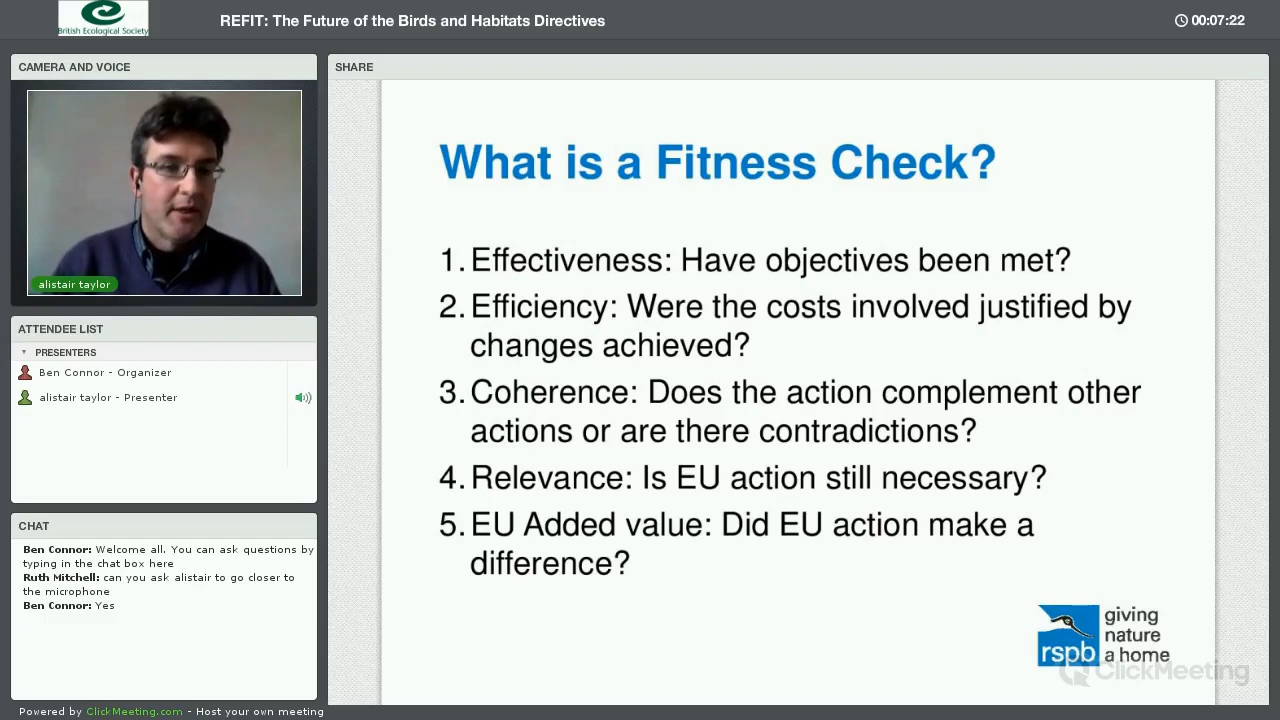 British Ecological Society
REFIT: The Future of the Birds and Habitats Directives
00:07:22
CAMERA AND VOICE
alistair taylor
ATTENDEE LIST
PRESENTERS
Ben Connor - Organizer
alistair taylor - Presenter
CHAT
Ben Connor: Welcome all. You can ask questions by
typing in the chat box here
Ruth Mitchell: can you ask alistair to go closer to
the microphone
Ben Connor: Yes
SHARE
What is a Fitness Check?
1. Effectiveness: Have objectives been met?
2. Efficiency: Were the costs involved justified by
changes achieved?
3. Coherence: Does the action complement other
actions or are there contradictions?
4. Relevance: Is EU action still necessary?
5. EU Added value: Did EU action make a
difference?
rspb
giving
nature
a home
ClickMeeting
Powered by ClickMeeting.com - Host your own meeting